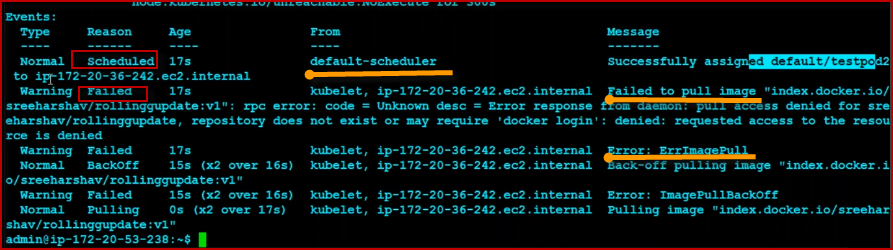 node.kubernetes.io/unreachable:NoExecute for 300s
Events:
Type Reason Age From Message
---- ------ ---- ---- -------
Normal Scheduled 17s default-scheduler Successfully assigned default/testpod2
to ip-172-20-36-242.ec2.internal
Warning Failed 17s kubelet, ip-172-20-36-242.ec2.internal Failed to pull image "index.docker.io/
sreeharshav/rollinggupdate:v1": rpc error: code = Unknown desc = Error response from daemon: pull access denied for sre
eharshav/rollinggupdate, repository does not exist or may require 'docker login': denied: requested access to the resou
rce is denied
Warning Failed 17s kubelet, ip-172-20-36-242.ec2.internal Error: ErrImagePull
Normal BackOff 15s (x2 over 16s) kubelet, ip-172-20-36-242.ec2.internal Back-off pulling image "index.docker.i
o/sreeharshav/rollinggupdate:v1"
Warning Failed 15s (x2 over 16s) kubelet, ip-172-20-36-242.ec2.internal Error: ImagePullBackOff
Normal Pulling 0s (x2 over 17s) kubelet, ip-172-20-36-242.ec2.internal Pulling image "index.docker.io/sreehar
shav/rollinggupdate:v1"
admin@ip-172-20-53-238:~$